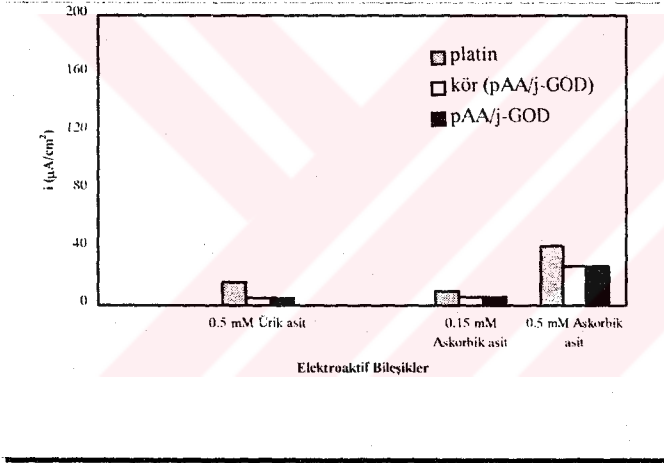 200
160
120
80
40
0
i (µA/cm²)
platin
kör (pAA/j-GOD)
pAA/j-GOD
0.5 mM Ürik asit
0.15 mM
Askorbik asit
0.5 mM Askorbik
asit
Elektroaktif Bileşikler